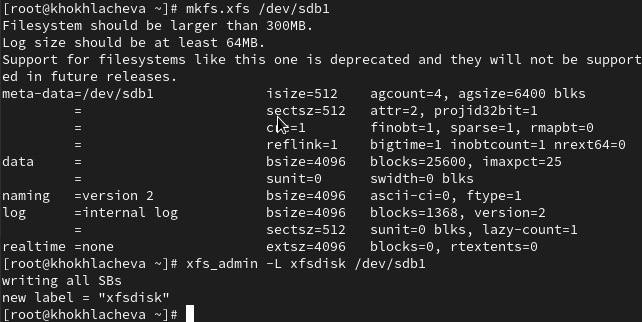 [root@khokhlacheva ~]# mkfs.xfs /dev/sdb1
Filesystem should be larger than 300MB.
Log size should be at least 64MB.
Support for filesystems like this one is deprecated and they will not be support
ed in future releases.
meta-data=/dev/sdb1              isize=512    agcount=4, agsize=6400 blks
         =                       sectsz=512   attr=2, projid32bit=1
         =                       finobt=1, sparse=1, rmapbt=0
         =                       reflink=1    bigtime=1 inobtcount=1 nrext64=0
data     =                       bsize=4096   blocks=25600, imaxpct=25
         =                       sunit=0      swidth=0 blks
naming   =version 2              bsize=4096   ascii-ci=0, ftype=1
log      =internal log           bsize=4096   blocks=1368, version=2
         =                       sectsz=512   sunit=0 blks, lazy-count=1
realtime =none                   extsz=4096   blocks=0, rtextents=0
[root@khokhlacheva ~]# xfs_admin -L xfsdisk /dev/sdb1
writing all SBs
new label = "xfsdisk"
[root@khokhlacheva ~]#